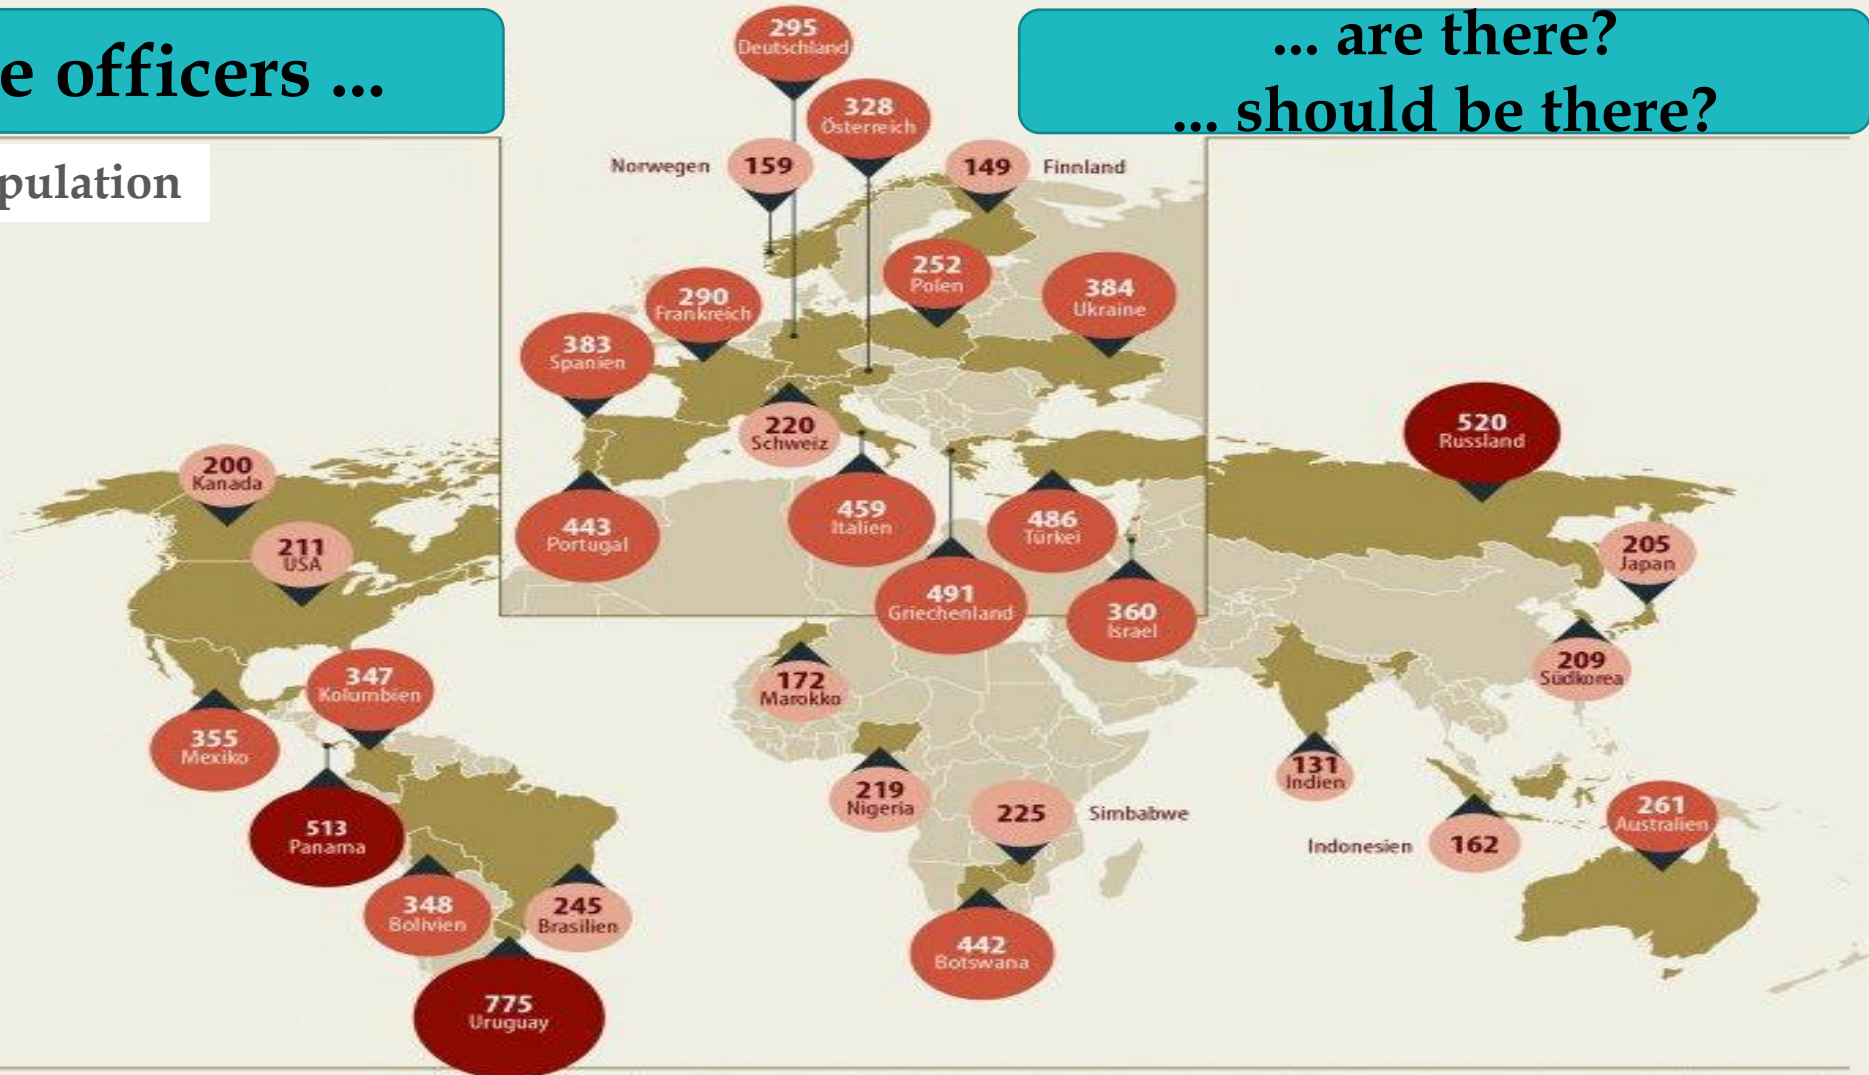 e officers ...
... are there?
... should be there?
pulation
295
Deutschland
328
Österreich
Norwegen 159
149 Finnland
252
Polen
384
Ukraine
290
Frankreich
383
Spanien
220
Schweiz
520
Russland
200
Kanada
211
USA
443
Portugal
459
Italien
486
Türkei
491
Griechenland
360
Israel
205
Japan
209
Südkorea
347
Kolumbien
355
Mexiko
172
Marokko
131
Indien
219
Nigeria
225 Simbabwe
Indonesien 162
261
Australien
513
Panama
348
Bolivien
245
Brasilien
442
Botswana
775
Uruguay